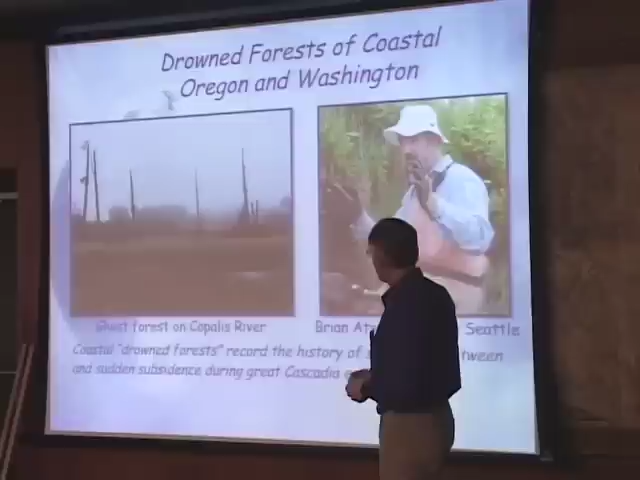 Drowned Forests of Coastal
Oregon and Washington
Ghost forest on Copalis River
Brian Seattle
Coastal "drowned forests" record the history of tween
and sudden subsidence during great Cascadia